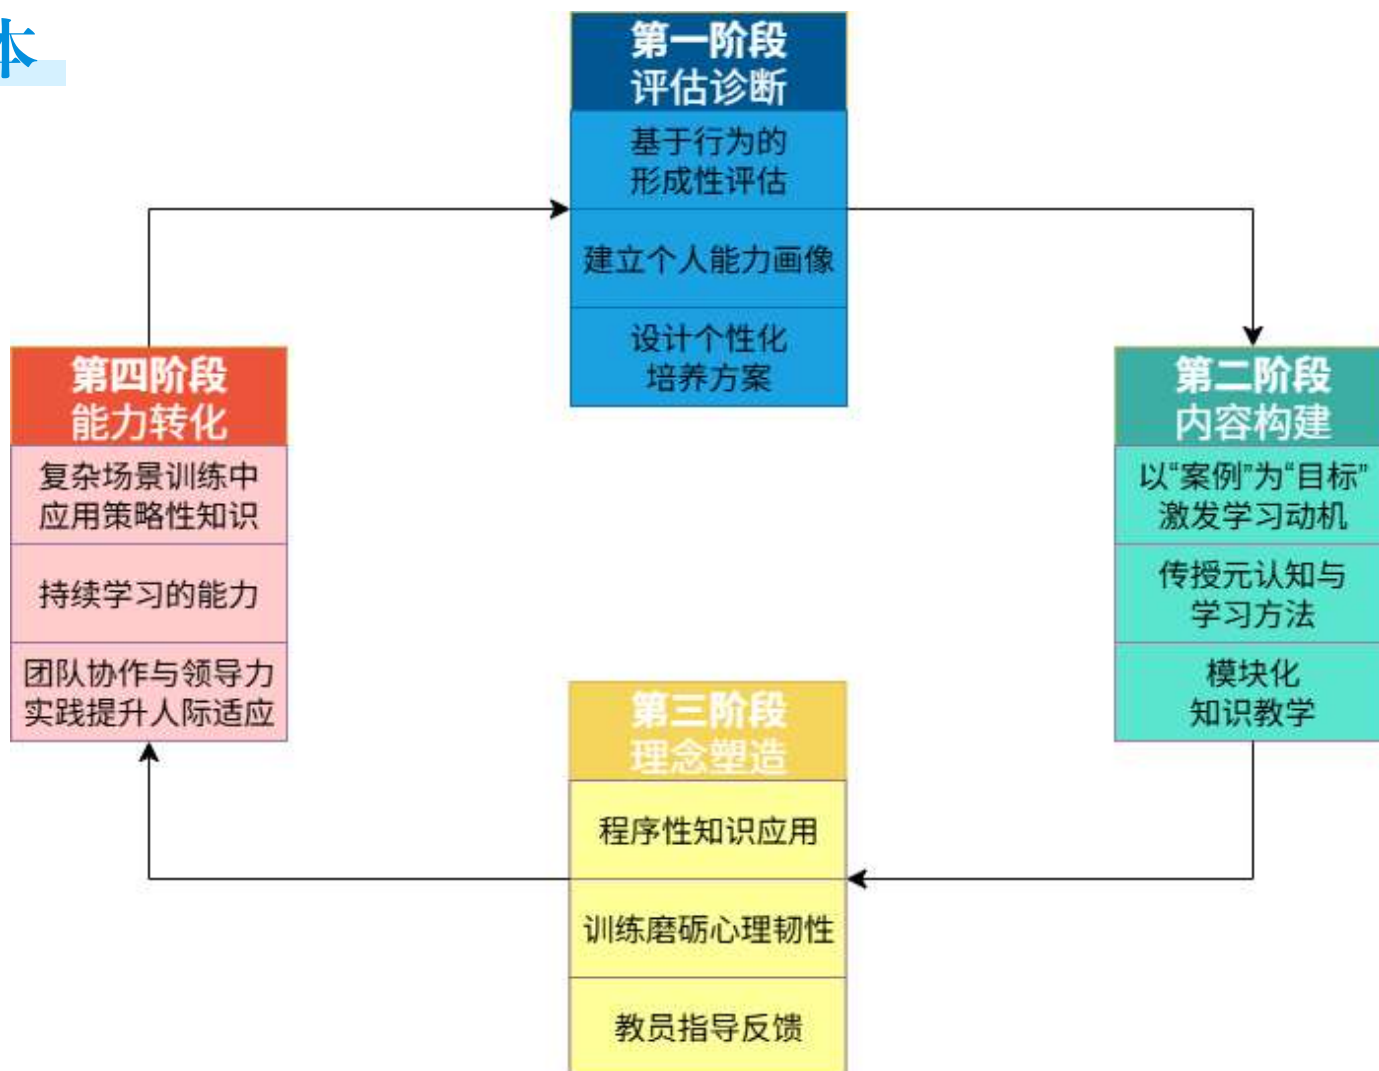 本
第一阶段
评估诊断
基于行为的
形成性评估
建立个人能力画像
设计个性化
培养方案
第二阶段
内容构建
以“案例”为“目标”
激发学习动机
传授元认知与
学习方法
模块化
知识教学
第三阶段
理念塑造
程序性知识应用
训练磨砺心理韧性
教员指导反馈
第四阶段
能力转化
复杂场景训练中
应用策略性知识
持续学习的能力
团队协作与领导力
实践提升人际适应